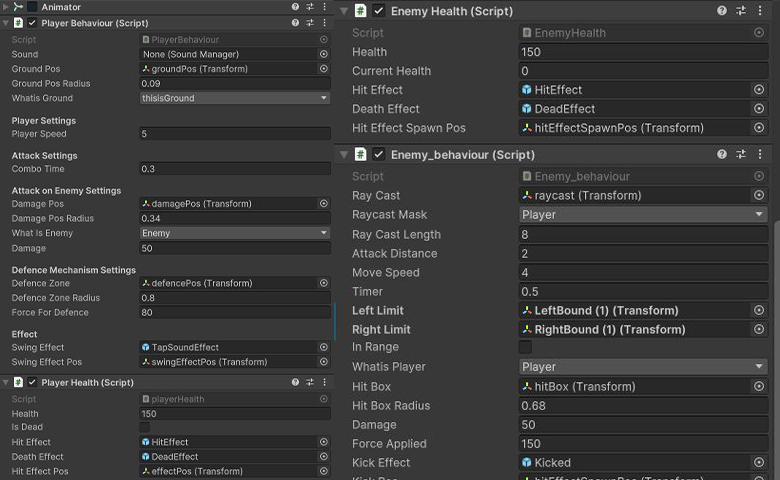 Animator
Player Behaviour (Script)
Script PlayerBehaviour
Sound None (Sound Manager)
Ground Pos groundPos (Transform)
Ground Pos Radius 0.09
Whatis Ground thisisGround
Player Settings
Player Speed 5
Attack Settings
Combo Time 0.3
Attack on Enemy Settings
Damage Pos damagePos (Transform)
Damage Pos Radius 0.34
What Is Enemy Enemy
Damage 50
Defence Mechanism Settings
Defence Zone defencePos (Transform)
Defence Zone Radius 0.8
Force For Defence 80
Effect
Swing Effect TapSoundEffect
Swing Effect Pos swingEffectPos (Transform)
Player Health (Script)
Script playerHealth
Health 150
Is Dead
Hit Effect HitEffect
Death Effect DeadEffect
Hit Effect Pos effectPos (Transform)
Enemy Health (Script)
Script EnemyHealth
Health 150
Current Health 0
Hit Effect HitEffect
Death Effect DeadEffect
Hit Effect Spawn Pos hitEffectSpawnPos (Transform)
Enemy_behaviour (Script)
Script Enemy_behaviour
Ray Cast raycast (Transform)
Raycast Mask Player
Ray Cast Length 8
Attack Distance 2
Move Speed 4
Timer 0.5
Left Limit LeftBound (1) (Transform)
Right Limit RightBound (1) (Transform)
In Range
Whatis Player Player
Hit Box hitBox (Transform)
Hit Box Radius 0.68
Damage 50
Force Applied 150
Kick Effect Kicked